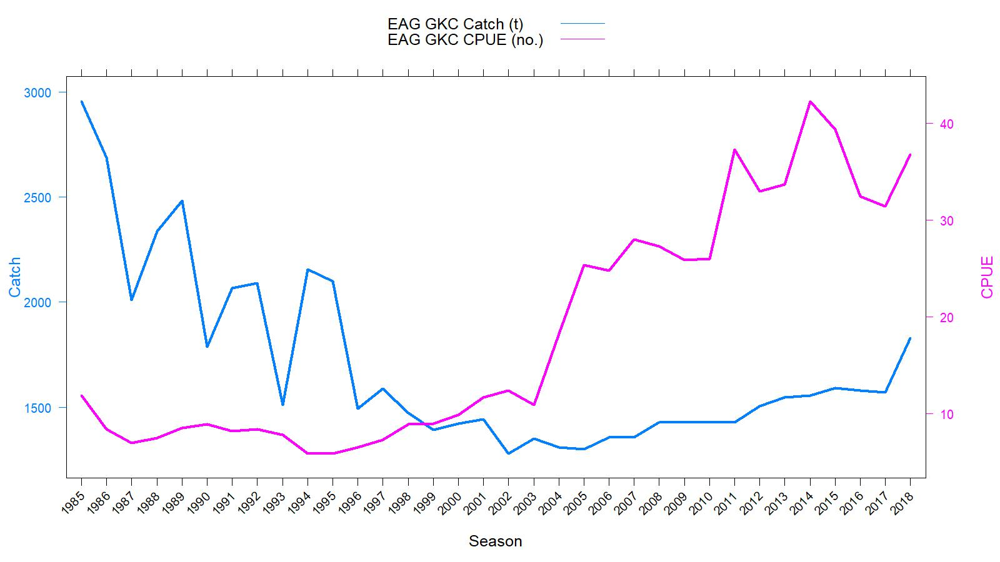 EAG GKC Catch (t)
EAG GKC CPUE (no.)
3000
2500
2000
1500
Catch
40
30
20
10
CPUE
1985 1986 1987 1988 1989 1990 1991 1992 1993 1994 1995 1996 1997 1998 1999 2000 2001 2002 2003 2004 2005 2006 2007 2008 2009 2010 2011 2012 2013 2014 2015 2016 2017 2018
Season